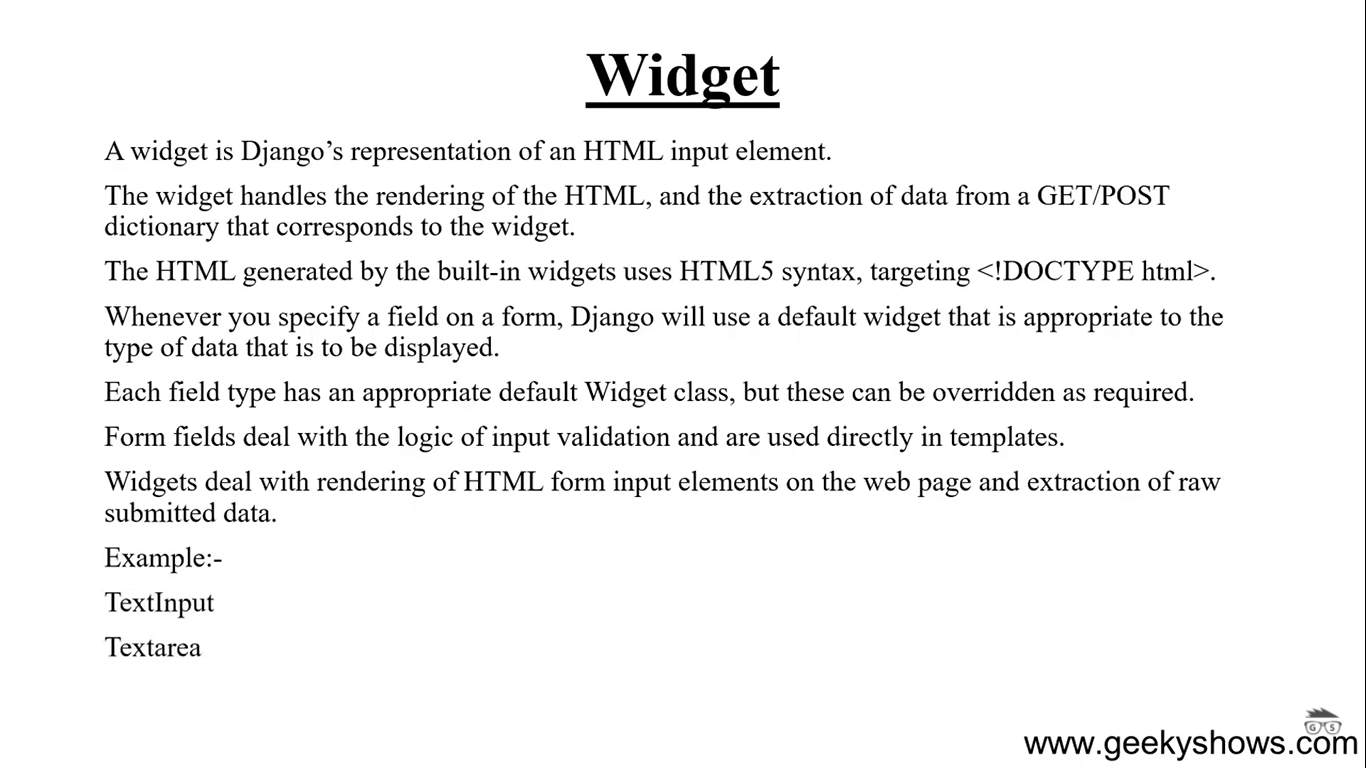 Widget
A widget is Django’s representation of an HTML input element.
The widget handles the rendering of the HTML, and the extraction of data from a GET/POST
dictionary that corresponds to the widget.
The HTML generated by the built-in widgets uses HTML5 syntax, targeting <!DOCTYPE html>.
Whenever you specify a field on a form, Django will use a default widget that is appropriate to the
type of data that is to be displayed.
Each field type has an appropriate default Widget class, but these can be overridden as required.
Form fields deal with the logic of input validation and are used directly in templates.
Widgets deal with rendering of HTML form input elements on the web page and extraction of raw
submitted data.
Example:-
TextInput
Textarea
G S
www.geekyshows.com